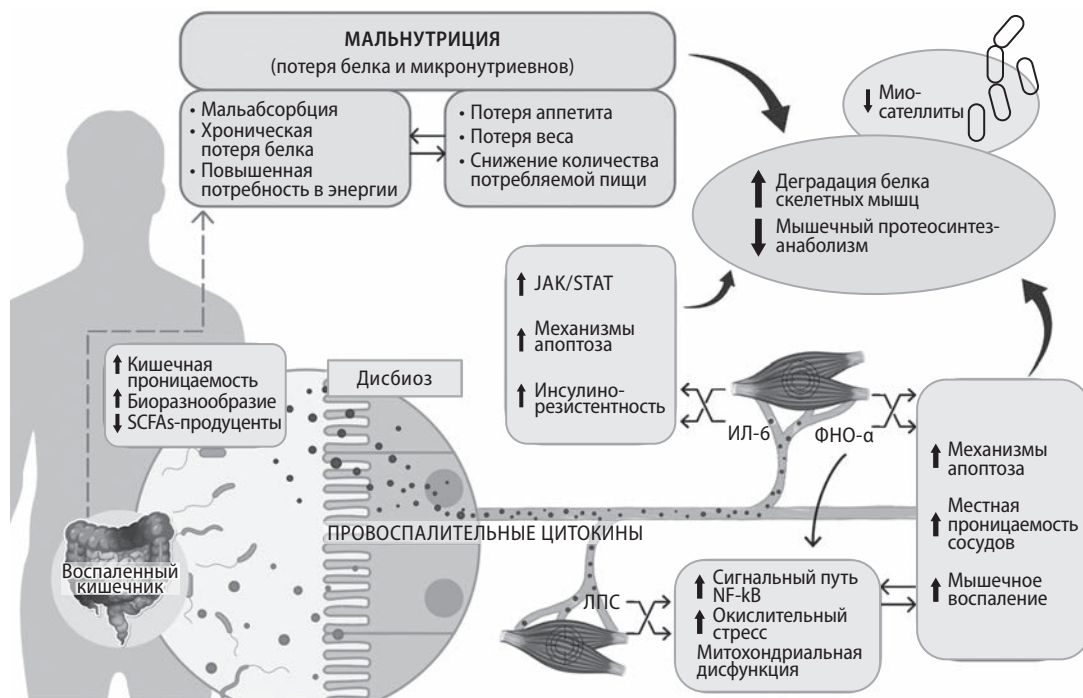 МАЛЬНУТРИЦИЯ
(потеря белка и микронутриевнов)
• Мальабсорбция
• Хроническая
потеря белка
• Повышенная
потребность в энергии
• Потеря аппетита
• Потеря веса
• Снижение количества
потребляемой пищи
Мио-
сателлиты
Деградация белка
скелетных мышц
Мышечный протеосинтез-
анаболизм
JAK/STAT
Механизмы
апоптоза
Инсулино-
резистентность
Кишечная
проницаемость
Биоразнообразие
SCFAs-продуценты
Дисбиоз
ИЛ-6
ФНО-α
Механизмы
апоптоза
Местная
проницаемость
сосудов
Мышечное
воспаление
ПРОВОСПАЛИТЕЛЬНЫЕ ЦИТОКИНЫ
Воспаленный
кишечник
ЛПС
Сигнальный путь
NF-kB
Окислительный
стресс
Митохондриальная
дисфункция